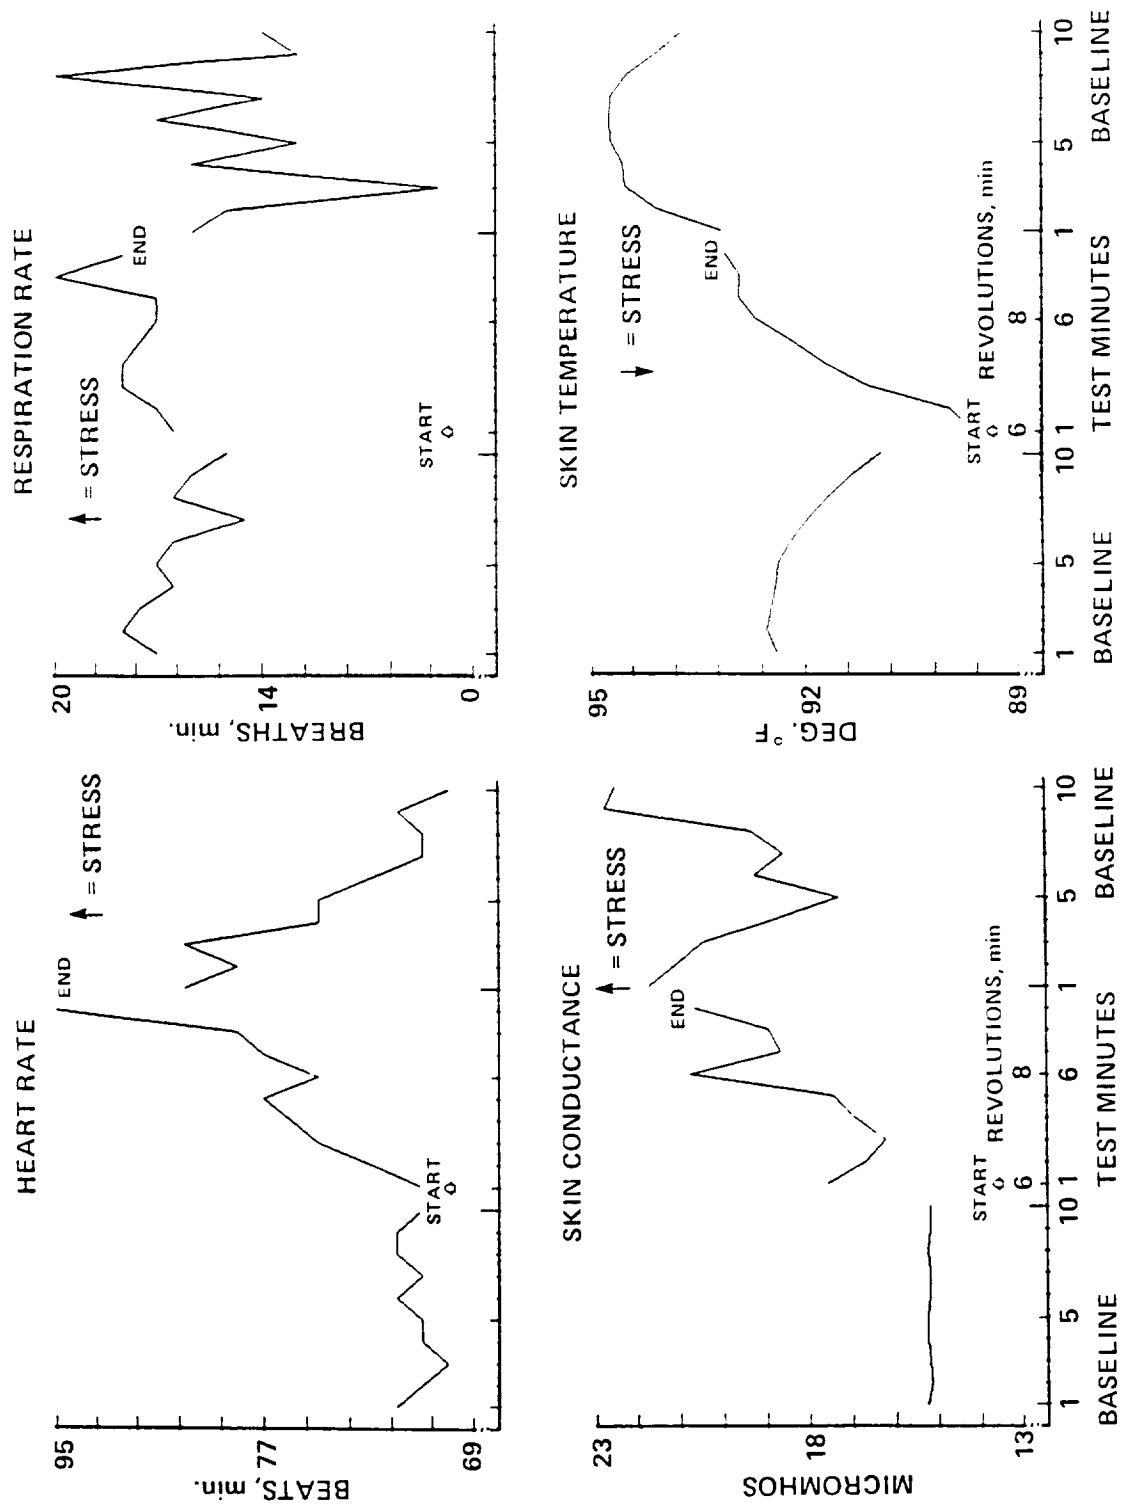 HEART RATE
BEATS, min.
95
77
69
↑ = STRESS
START
END
RESPIRATION RATE
BREATHS, min.
20
14
0
↑ = STRESS
START
END
SKIN CONDUCTANCE
MICROMHOS
23
18
13
↑ = STRESS
END
START REVOLUTIONS, min
6 8
1 5 10 1 6 1 5 10
BASELINE TEST MINUTES BASELINE
SKIN TEMPERATURE
DEG. °F
95
92
89
↓ = STRESS
END
START REVOLUTIONS, min
6 8
1 5 10 1 6 1 5 10
BASELINE TEST MINUTES BASELINE